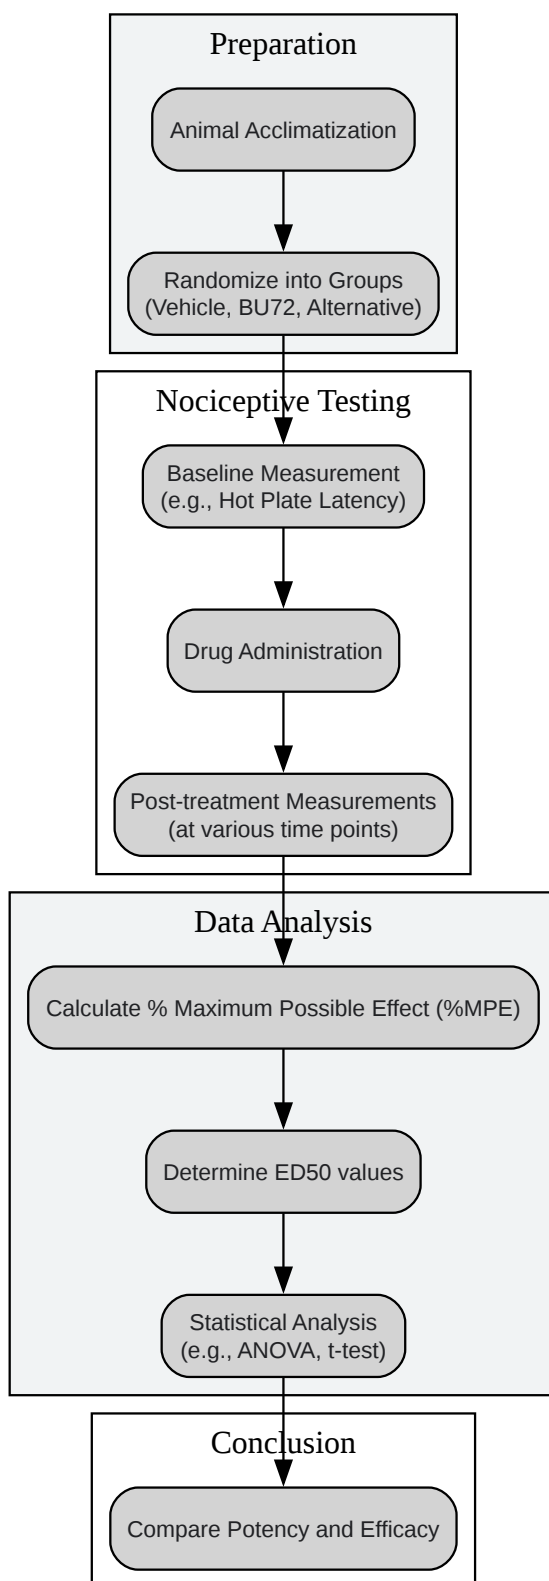 Preparation
Animal Acclimatization
Randomize into Groups
(Vehicle, BU72, Alternative)
Nociceptive Testing
Baseline Measurement
(e.g., Hot Plate Latency)
Drug Administration
Post-treatment Measurements
(at various time points)
Data Analysis
Calculate % Maximum Possible Effect (%MPE)
Determine ED50 values
Statistical Analysis
(e.g., ANOVA, t-test)
Conclusion
Compare Potency and Efficacy